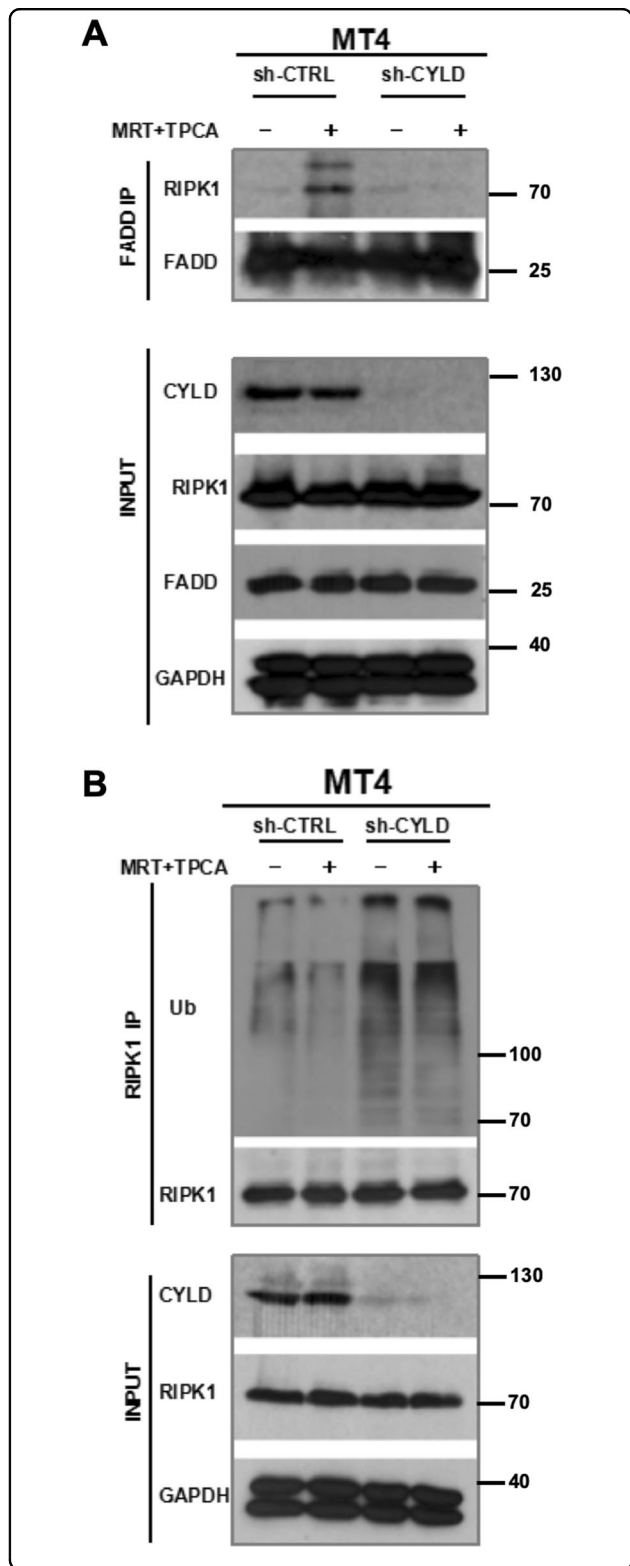 A
MT4
sh-CTRL sh-CYLD
MRT+TPCA − + − +
FADD IP
RIPK1 70
FADD 25
INPUT
130
CYLD
RIPK1 70
FADD 25
40
GAPDH
B
MT4
sh-CTRL sh-CYLD
MRT+TPCA − + − +
RIPK1 IP
Ub
100
70
RIPK1 70
INPUT
130
CYLD
RIPK1 70
40
GAPDH